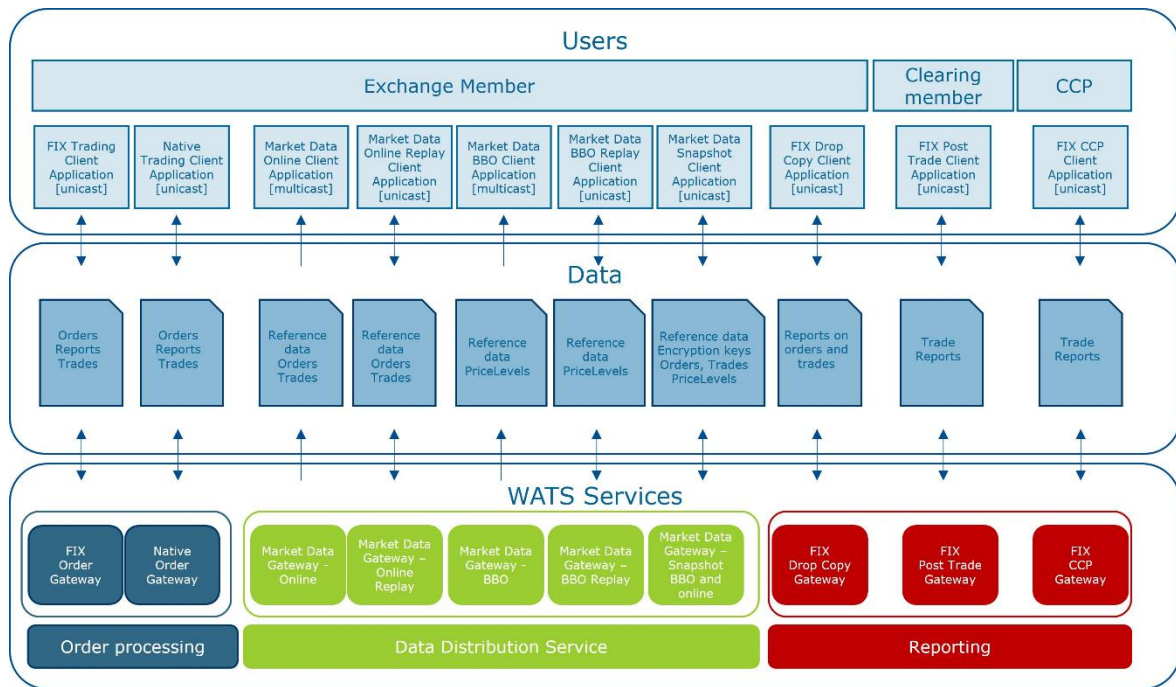 Users
Exchange Member
Clearing
member
CCP
FIX Trading
Client
Application
[unicast]
Native
Trading Client
Application
[unicast]
Market Data
Online Client
Application
[multicast]
Market Data
Online Replay
Client
Application
[unicast]
Market Data
BBO Client
Application
[multicast]
Market Data
BBO Replay
Client
Application
[unicast]
Market Data
Snapshot
Client
Application
[unicast]
FIX Drop
Copy Client
Application
[unicast]
FIX Post
Trade Client
Application
[unicast]
FIX CCP
Client
Application
[unicast]
Data
Orders
Reports
Trades
Orders
Reports
Trades
Reference
data
Orders
Trades
Reference
data
Orders
Trades
Reference
data
PriceLevels
Reference
data
PriceLevels
Reference data
Encryption keys
Orders, Trades
PriceLevels
Reports on
orders and
trades
Trade
Reports
Trade
Reports
WATS Services
FIX
Order
Gateway
Native
Order
Gateway
Market Data
Gateway -
Online
Market Data
Gateway –
Online
Replay
Market Data
Gateway -
BBO
Market Data
Gateway –
BBO Replay
Market Data
Gateway –
Snapshot
BBO and
online
FIX
Drop Copy
Gateway
FIX
Post Trade
Gateway
FIX
CCP
Gateway
Order processing
Data Distribution Service
Reporting